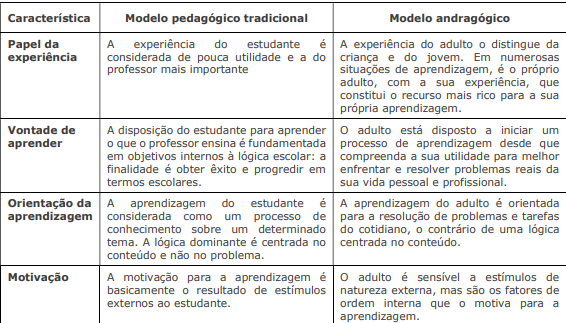 Característica Modelo pedagógico tradicional Modelo andragógico
Papel da
experiência
A experiência do estudante é
considerada de pouca utilidade e a do
professor mais importante
A experiência do adulto o distingue da
criança e do jovem. Em numerosas
situações de aprendizagem, é o próprio
adulto, com a sua experiência, que
constitui o recurso mais rico para a sua
própria aprendizagem.
Vontade de
aprender
A disposição do estudante para aprender
o que o professor ensina é fundamentada
em objetivos internos à lógica escolar: a
finalidade é obter êxito e progredir em
termos escolares.
O adulto está disposto a iniciar um
processo de aprendizagem desde que
compreenda a sua utilidade para melhor
enfrentar e resolver problemas reais da
sua vida pessoal e profissional.
Orientação da
aprendizagem
A aprendizagem do estudante é
considerada como um processo de
conhecimento sobre um determinado
tema. A lógica dominante é centrada no
conteúdo e não no problema.
A aprendizagem do adulto é orientada
para a resolução de problemas e tarefas
do cotidiano, o contrário de uma lógica
centrada no conteúdo.
Motivação
A motivação para a aprendizagem é
basicamente o resultado de estímulos
externos ao estudante.
O adulto é sensível a estímulos de
natureza externa, mas são os fatores de
ordem interna que o motiva para a
aprendizagem.